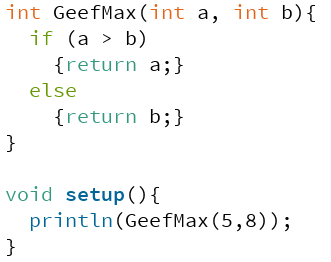 int GeefMax(int a, int b){
  if (a > b)
    {return a;}
  else
    {return b;}
}

void setup(){
  println(GeefMax(5,8));
}